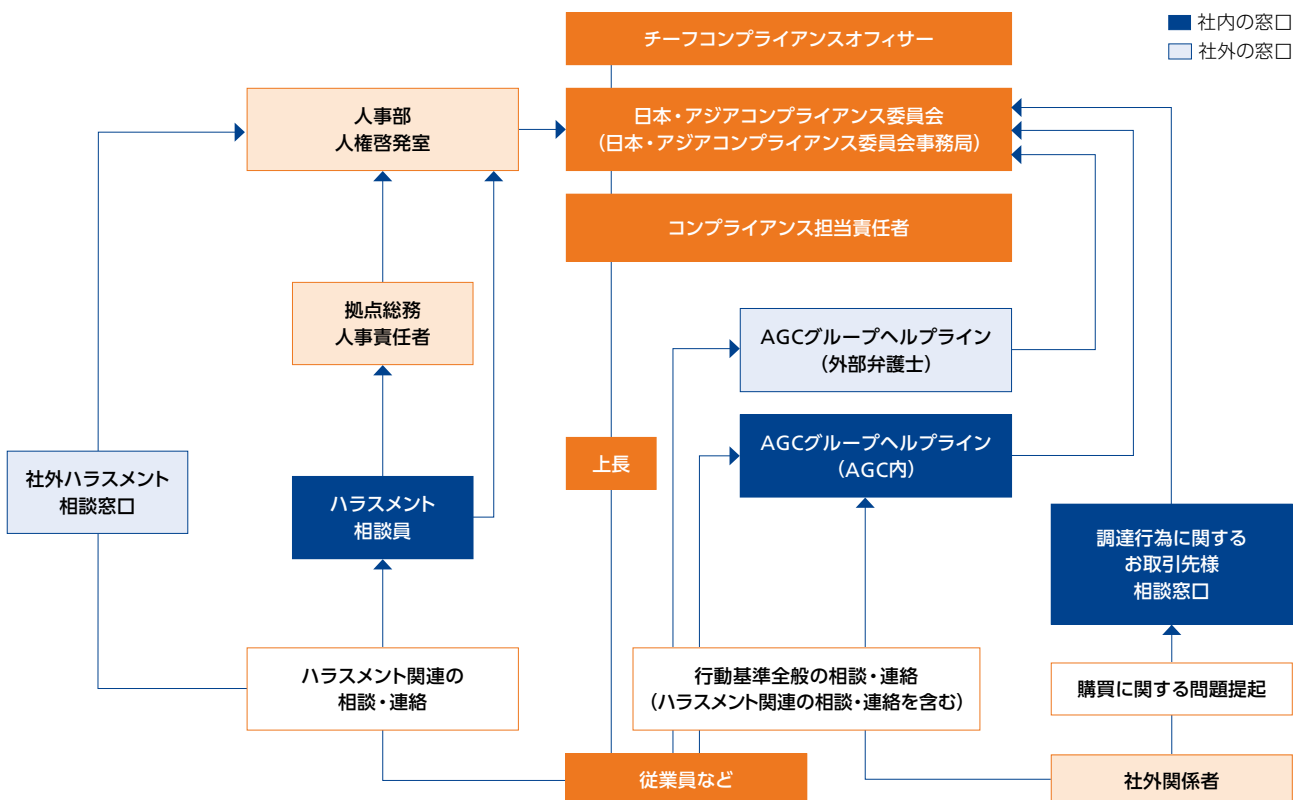 チーフコンプライアンスオフィサー
社内の窓口
社外の窓口
人事部
人権啓発室
日本・アジアコンプライアンス委員会
（日本・アジアコンプライアンス委員会事務局）
コンプライアンス担当責任者
拠点総務
人事責任者
AGCグループヘルプライン
（外部弁護士）
上長
AGCグループヘルプライン
（AGC内）
社外ハラスメント
相談窓口
ハラスメント
相談員
調達行為に関する
お取引先様
相談窓口
ハラスメント関連の
相談・連絡
行動基準全般の相談・連絡
（ハラスメント関連の相談・連絡を含む）
購買に関する問題提起
従業員など
社外関係者